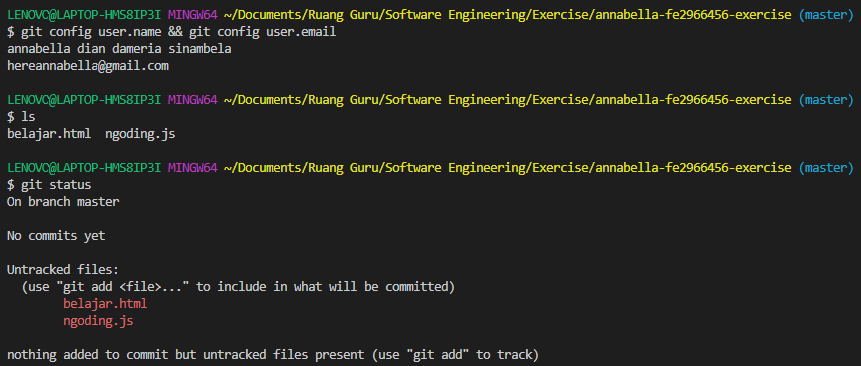 LENOVO@LAPTOP-HMS8IP3I MINGW64 ~/Documents/Ruang Guru/Software Engineering/Exercise/annabella-fe2966456-exercise (master)
$ git config user.name && git config user.email
annabella dian dameria sinambela
hereannabella@gmail.com
LENOVO@LAPTOP-HMS8IP3I MINGW64 ~/Documents/Ruang Guru/Software Engineering/Exercise/annabella-fe2966456-exercise (master)
$ ls
belajar.html  ngoding.js
LENOVO@LAPTOP-HMS8IP3I MINGW64 ~/Documents/Ruang Guru/Software Engineering/Exercise/annabella-fe2966456-exercise (master)
$ git status
On branch master
No commits yet
Untracked files:
  (use "git add <file>..." to include in what will be committed)
        belajar.html
        ngoding.js
nothing added to commit but untracked files present (use "git add" to track)